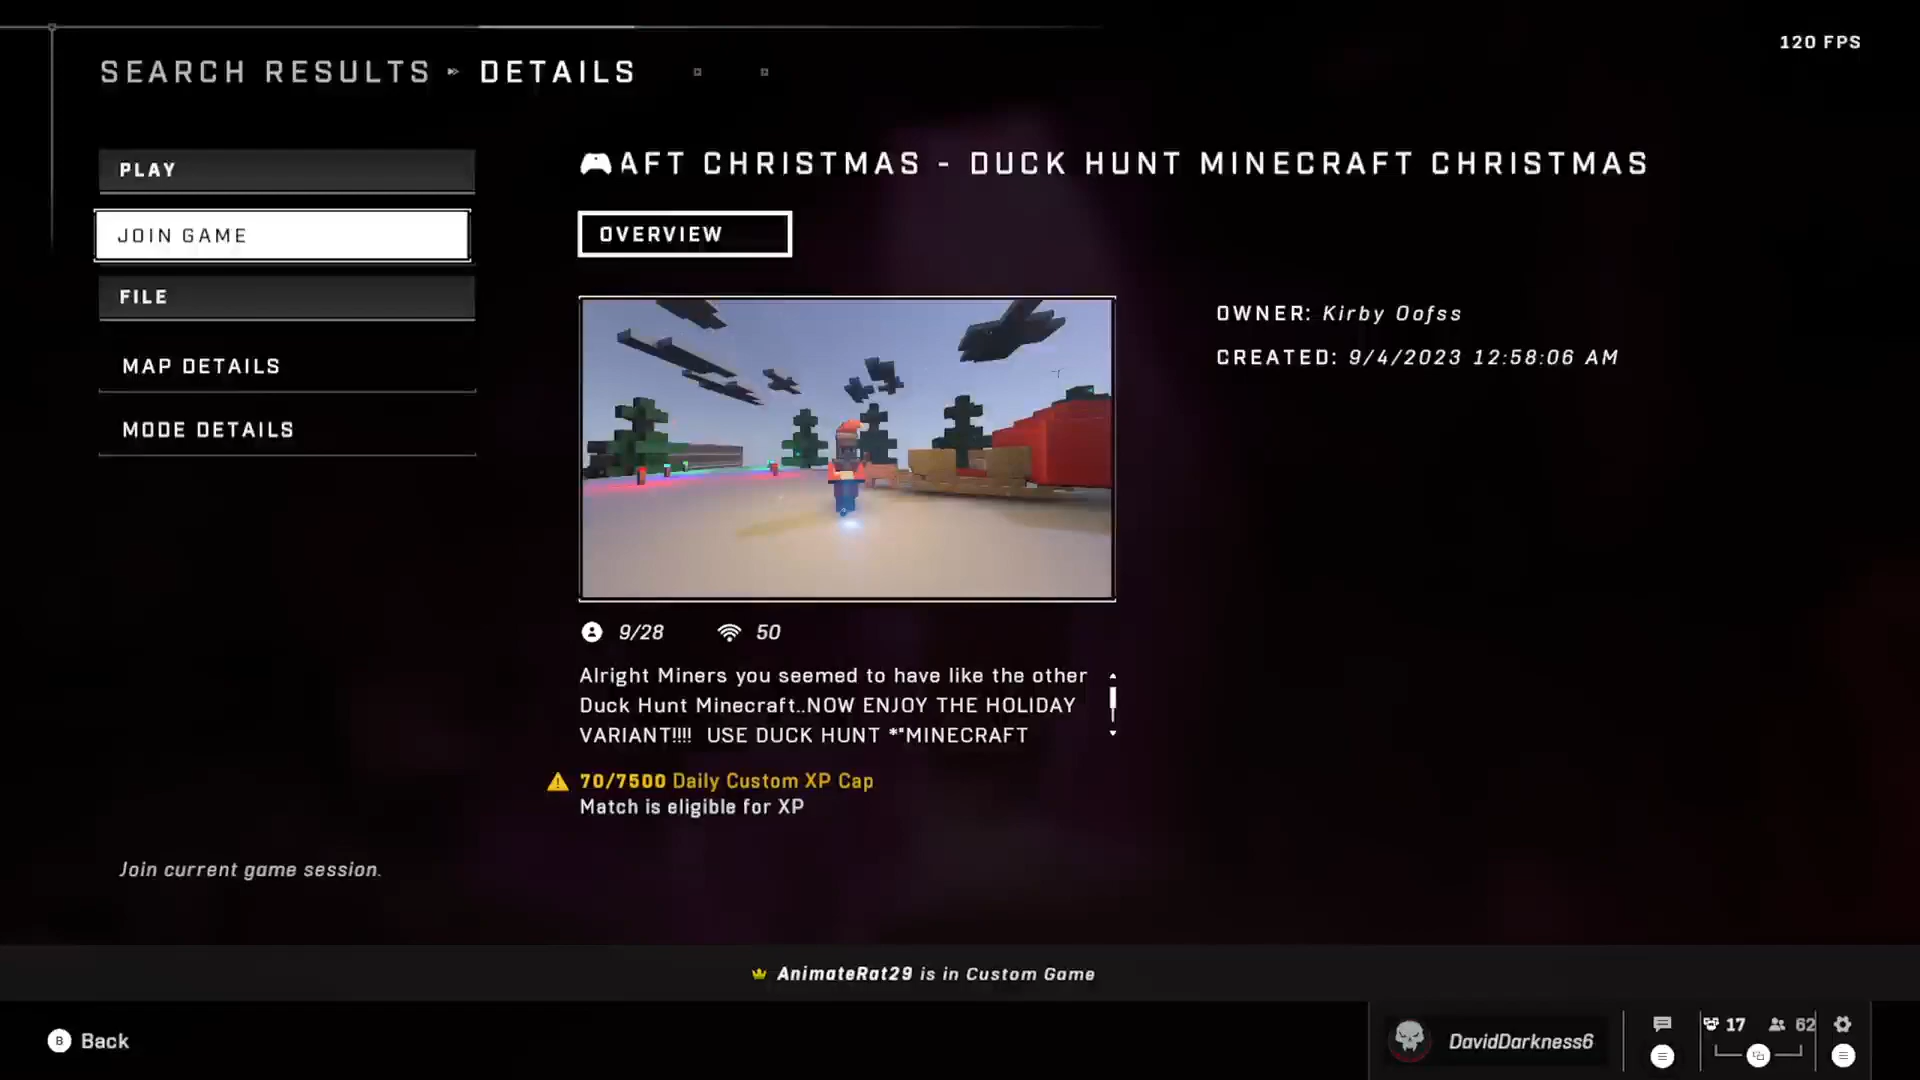 120 FPS
SEARCH RESULTS DETAILS
PLAY
JOIN GAME
FILE
MAP DETAILS
MODE DETAILS
Join current game session.
AFT CHRISTMAS - DUCK HUNT MINECRAFT CHRISTMAS
OVERVIEW
OWNER: Kirby Oofss
CREATED: 9/4/2023 12:58:06 AM
9/28 50
Alright Miners you seemed to have like the other
Duck Hunt Minecraft..NOW ENJOY THE HOLIDAY
VARIANT!!!! USE DUCK HUNT *"MINECRAFT
70/7500 Daily Custom XP Cap
Match is eligible for XP
AnimateRat29 is in Custom Game
B Back
DavidDarkness6
17 62